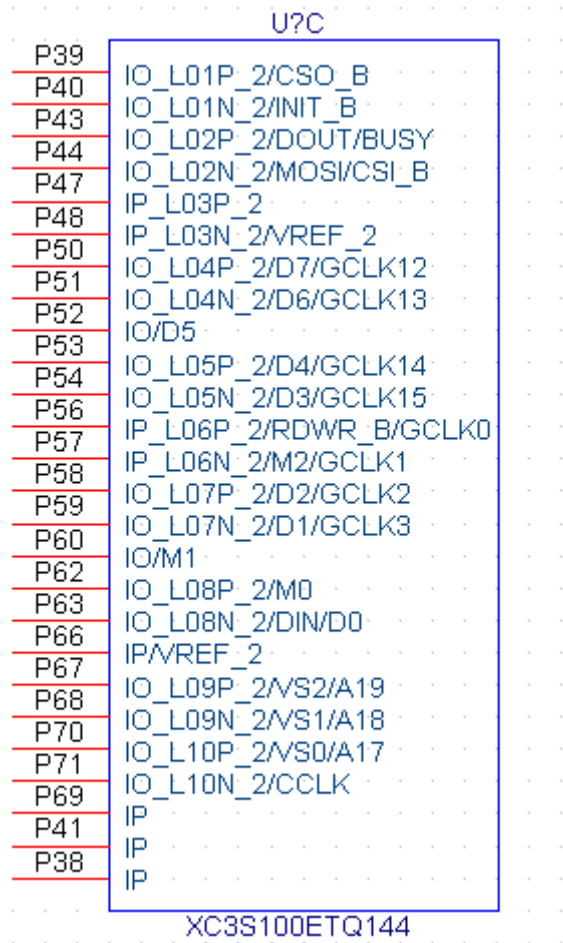 U?C
P39 IO_L01P_2/CSO_B
P40 IO_L01N_2/INIT_B
P43 IO_L02P_2/DOUT/BUSY
P44 IO_L02N_2/MOSI/CSI_B
P47 IP_L03P_2
P48 IP_L03N_2/VREF_2
P50 IO_L04P_2/D7/GCLK12
P51 IO_L04N_2/D6/GCLK13
P52 IO/D5
P53 IO_L05P_2/D4/GCLK14
P54 IO_L05N_2/D3/GCLK15
P56 IP_L06P_2/RDWR_B/GCLK0
P57 IP_L06N_2/M2/GCLK1
P58 IO_L07P_2/D2/GCLK2
P59 IO_L07N_2/D1/GCLK3
P60 IO/M1
P62 IO_L08P_2/M0
P63 IO_L08N_2/DIN/D0
P66 IP/VREF_2
P67 IO_L09P_2/VS2/A19
P68 IO_L09N_2/VS1/A18
P70 IO_L10P_2/VS0/A17
P71 IO_L10N_2/CCLK
P69 IP
P41 IP
P38 IP
XC3S100ETQ144